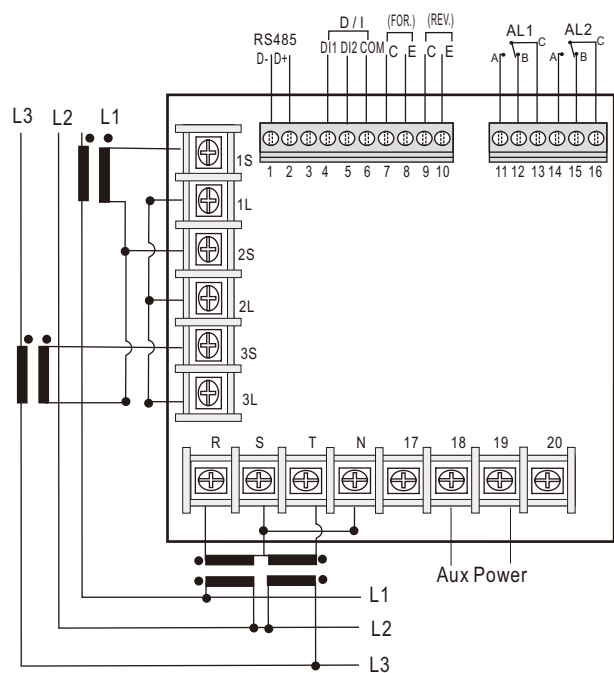 D / I (FOR.) (REV.) AL1 AL2
RS485 DI1 DI2 COM C E C E A B C A B C
D- D+
L3 L2 L1
1 2 3 4 5 6 7 8 9 10 11 12 13 14 15 16
1S
1L
2S
2L
3S
3L
R S T N 17 18 19 20
Aux Power
L1
L2
L3